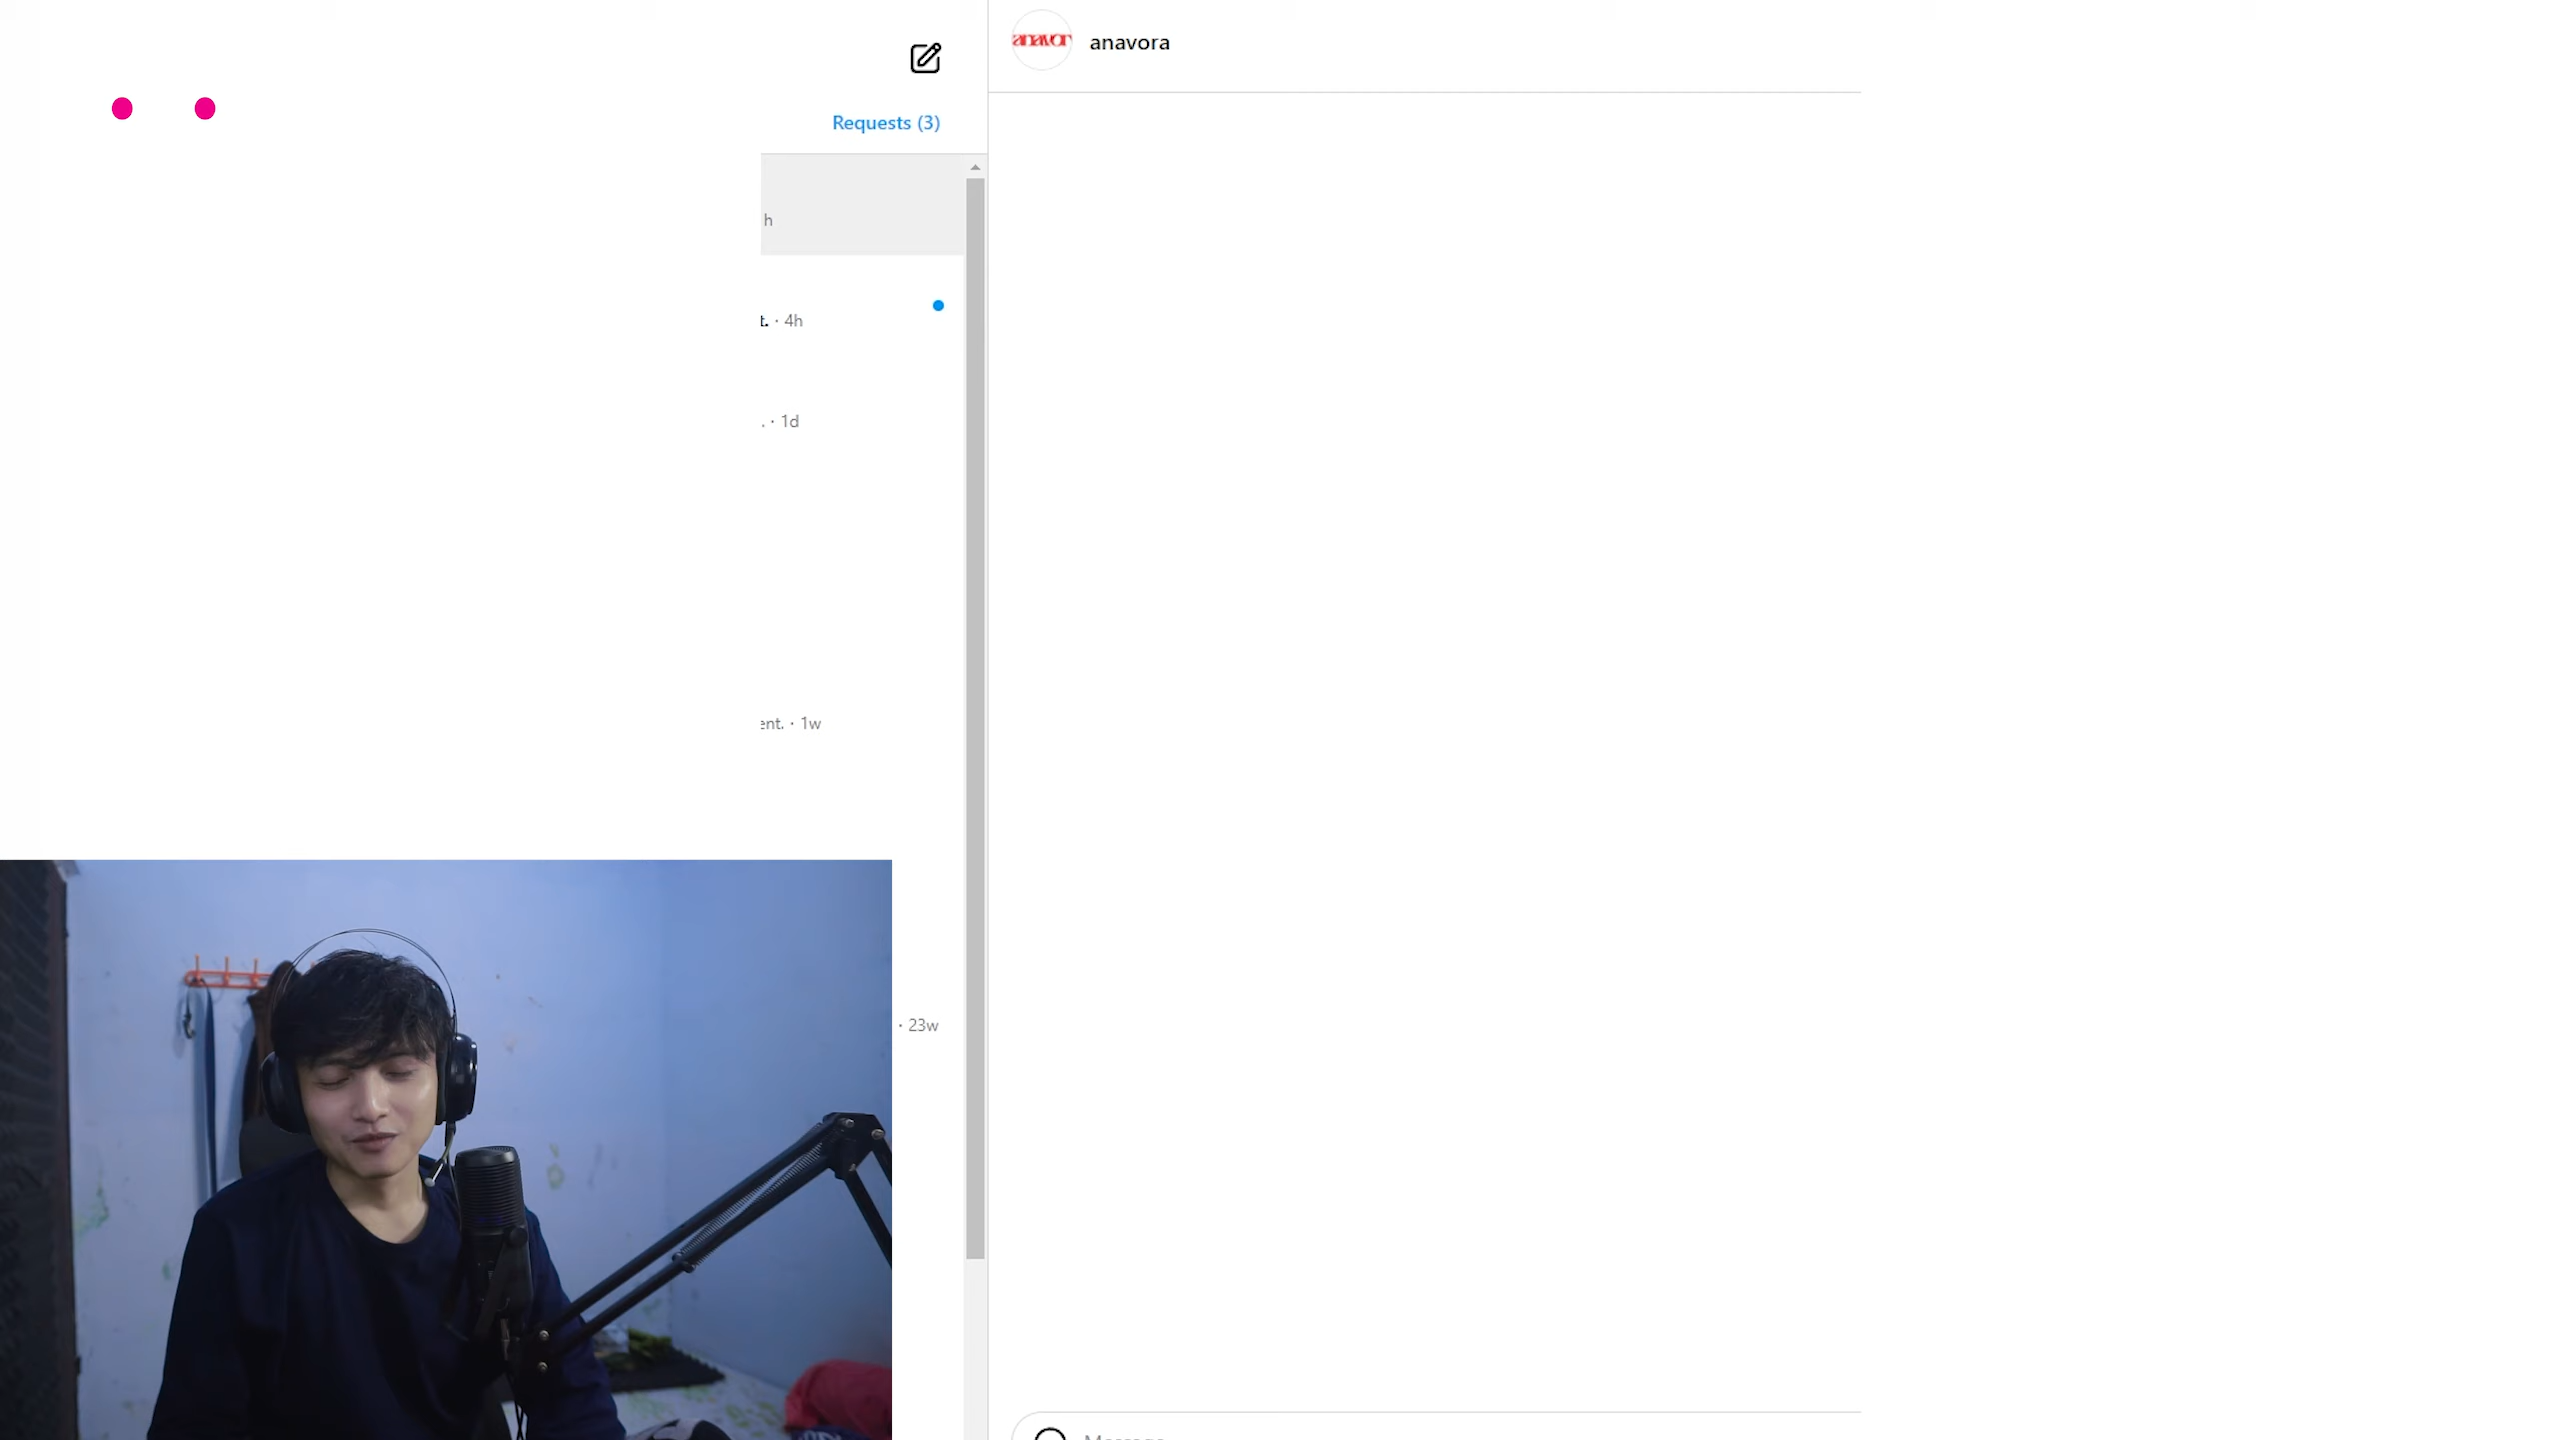 anavora
Requests (3)
h
t. · 4h
. · 1d
ent. · 1w
· 23w